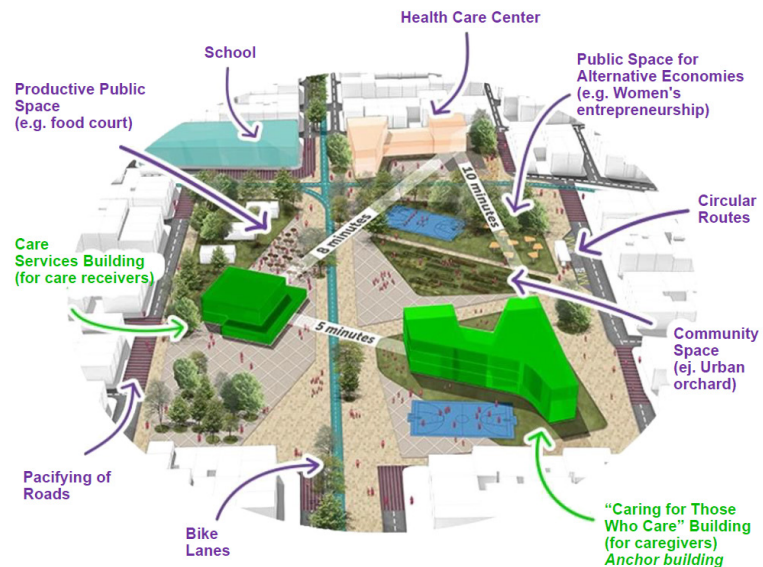 Health Care Center
School
Public Space for
Alternative Economies
(e.g. Women's
entrepreneurship)
Productive Public
Space
(e.g. food court)
10 minutes
8 minutes
Circular
Routes
Care
Services Building
(for care receivers)
5 minutes
Community
Space
(ej. Urban
orchard)
Pacifying of
Roads
Bike
Lanes
“Caring for Those
Who Care” Building
(for caregivers)
Anchor building